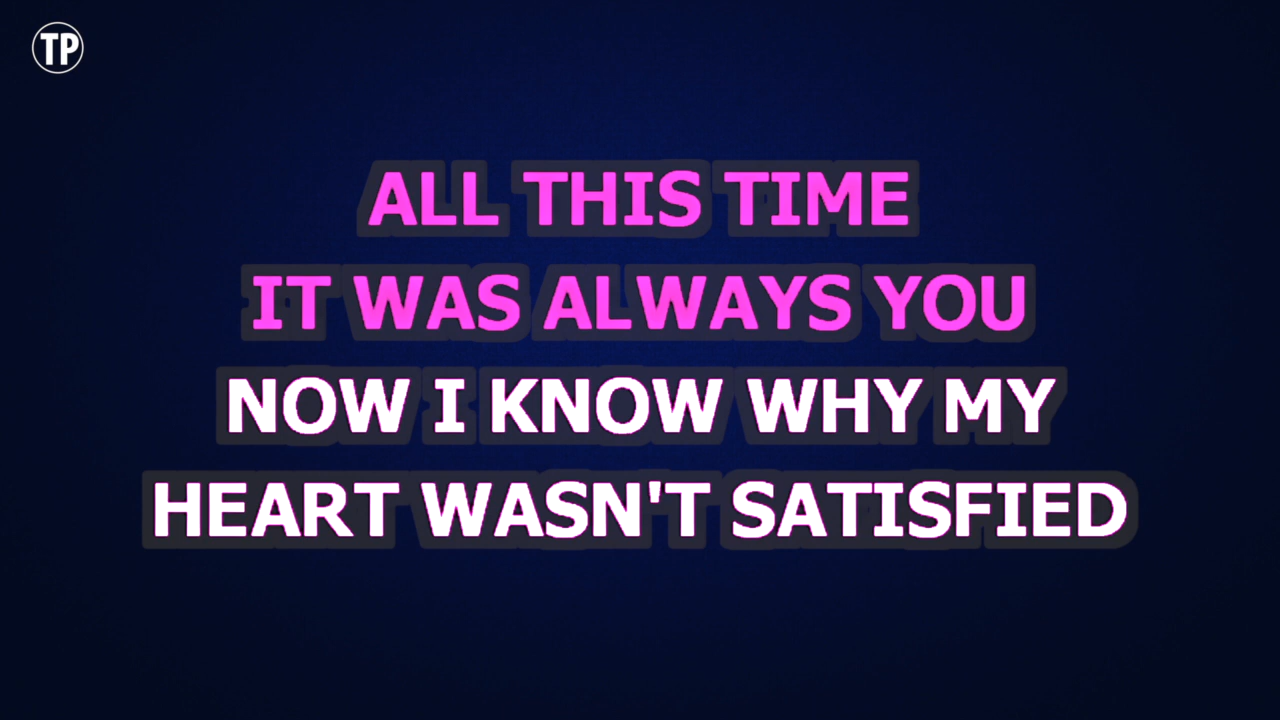 TP
ALL THIS TIME
IT WAS ALWAYS YOU
NOW I KNOW WHY MY
HEART WASN'T SATISFIED